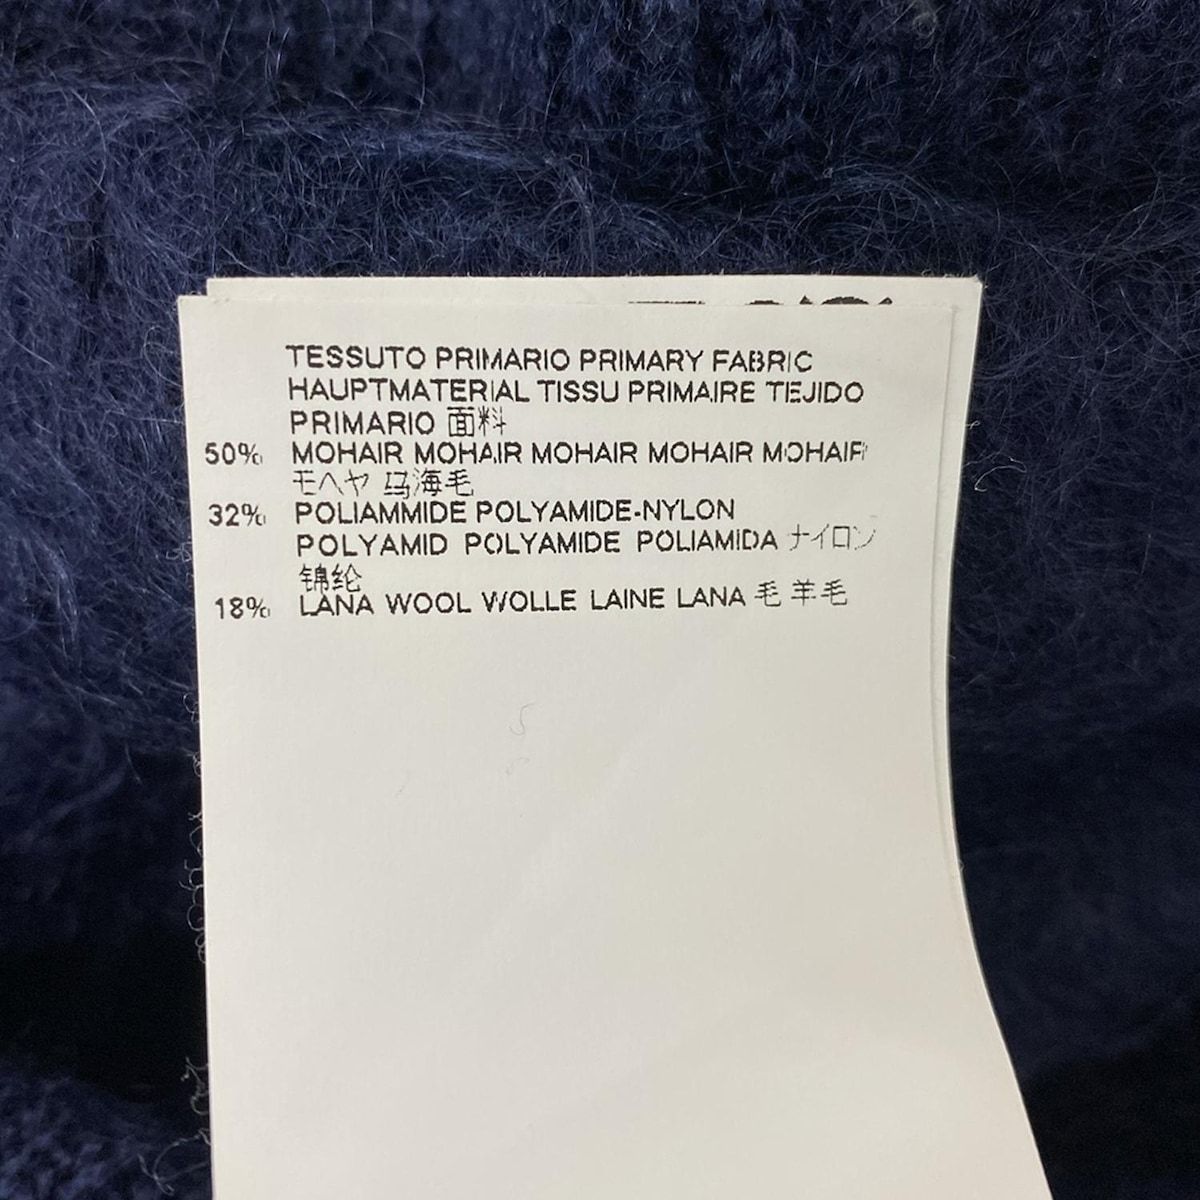 TESSUTO PRIMARIO PRIMARY FABRIC
HAUPTMATERIAL TISSU PRIMAIRE TEJIDO
PRIMARIO 面料
50% MOHAIR MOHAIR MOHAIR MOHAIR MOHAIR
モヘヤ 马海毛
32% POLIAMMIDE POLYAMIDE-NYLON
POLYAMID POLYAMIDE POLIAMIDA ナイロン
锦纶
18% LANA WOOL WOLLE LAINE LANA 毛 羊毛